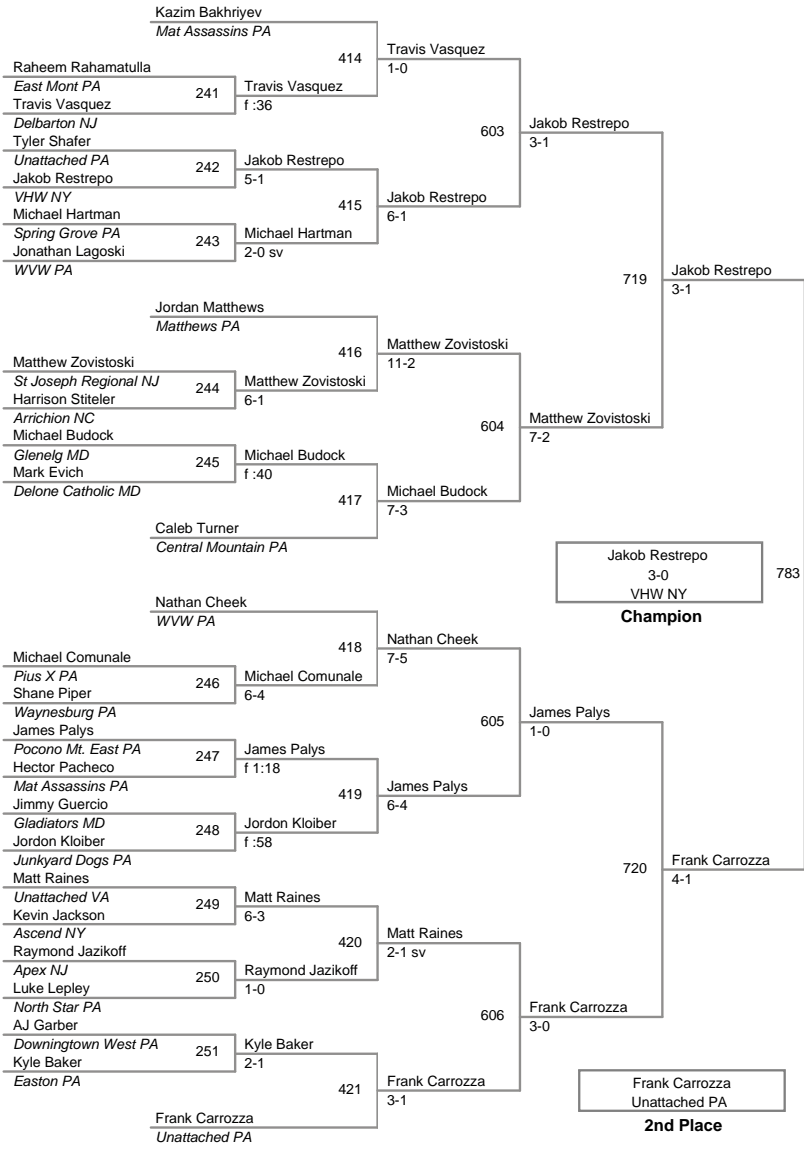 Kazim Bakhriyev
Mat Assassins PA
414
Travis Vasquez
1-0
Raheem Rahamatulla
East Mont PA
241
Travis Vasquez
f :36
Travis Vasquez
Delbarton NJ
603
Jakob Restrepo
3-1
Tyler Shafer
Unattached PA
242
Jakob Restrepo
5-1
Jakob Restrepo
VHW NY
415
Jakob Restrepo
6-1
Michael Hartman
Spring Grove PA
243
Michael Hartman
2-0 sv
Jonathan Lagoski
WVW PA
719
Jakob Restrepo
3-1
Jordan Matthews
Matthews PA
416
Matthew Zovistoski
11-2
Matthew Zovistoski
St Joseph Regional NJ
244
Matthew Zovistoski
6-1
Harrison Stiteler
Arrichion NC
604
Matthew Zovistoski
7-2
Michael Budock
Glenelg MD
245
Michael Budock
f :40
Mark Evich
Delone Catholic MD
417
Michael Budock
7-3
Caleb Turner
Central Mountain PA
Jakob Restrepo
3-0
VHW NY
783
Champion
Nathan Cheek
WVW PA
418
Nathan Cheek
7-5
Michael Comunale
Pius X PA
246
Michael Comunale
6-4
Shane Piper
Waynesburg PA
605
James Palys
1-0
James Palys
Pocono Mt. East PA
247
James Palys
f 1:18
Hector Pacheco
Mat Assassins PA
419
James Palys
6-4
Jimmy Guercio
Gladiators MD
248
Jordon Kloiber
f :58
Jordon Kloiber
Junkyard Dogs PA
720
Frank Carrozza
4-1
Matt Raines
Unattached VA
249
Matt Raines
6-3
Kevin Jackson
Ascend NY
420
Matt Raines
2-1 sv
Raymond Jazikoff
Apex NJ
250
Raymond Jazikoff
1-0
Luke Lepley
North Star PA
606
Frank Carrozza
3-0
AJ Garber
Downingtown West PA
251
Kyle Baker
2-1
Kyle Baker
Easton PA
421
Frank Carrozza
3-1
Frank Carrozza
Unattached PA
Frank Carrozza
Unattached PA
2nd Place